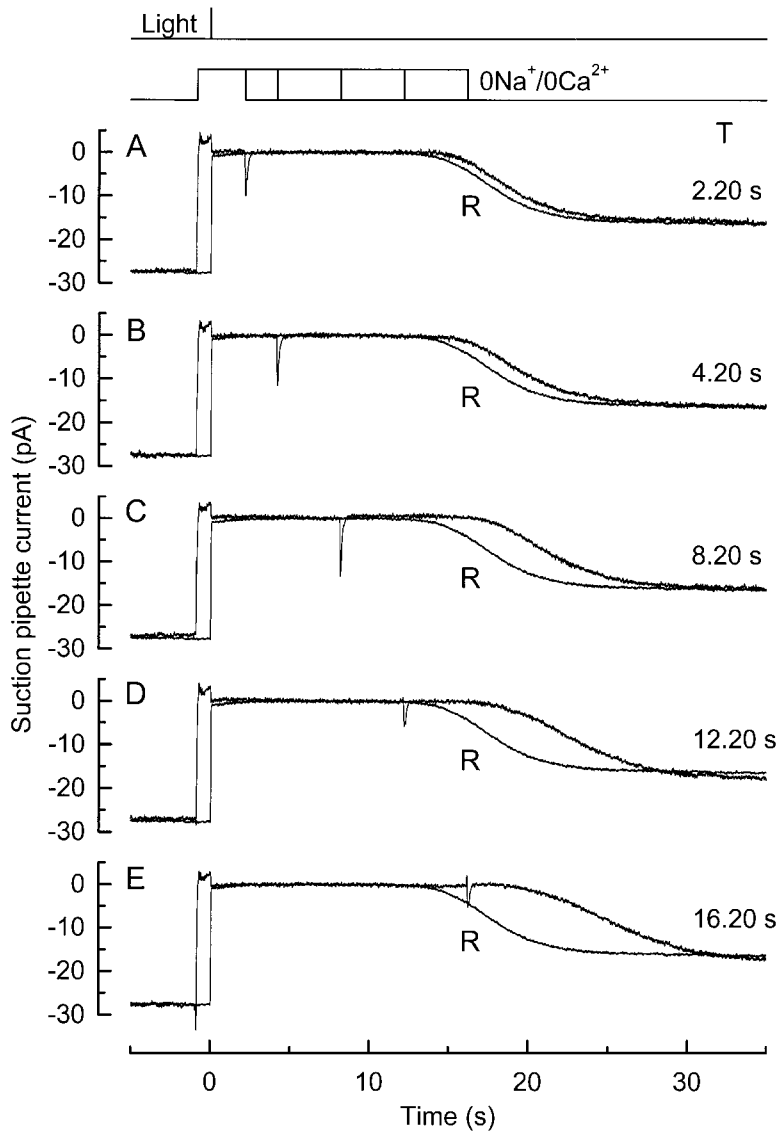 Light
0Na⁺/0Ca²⁺
T
A
0
-10
-20
-30
R
2.20 s
B
0
-10
-20
-30
R
4.20 s
C
0
-10
-20
-30
R
8.20 s
D
0
-10
-20
-30
R
12.20 s
E
0
-10
-20
-30
R
16.20 s
Suction pipette current (pA)
0 10 20 30
Time (s)